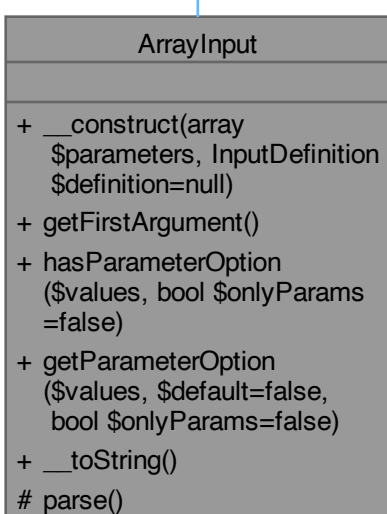 ArrayInput
+ __construct(array
$parameters, InputDefinition
$definition=null)
+ getFirstArgument()
+ hasParameterOption
($values, bool $onlyParams
=false)
+ getParameterOption
($values, $default=false,
bool $onlyParams=false)
+ __toString()
# parse()